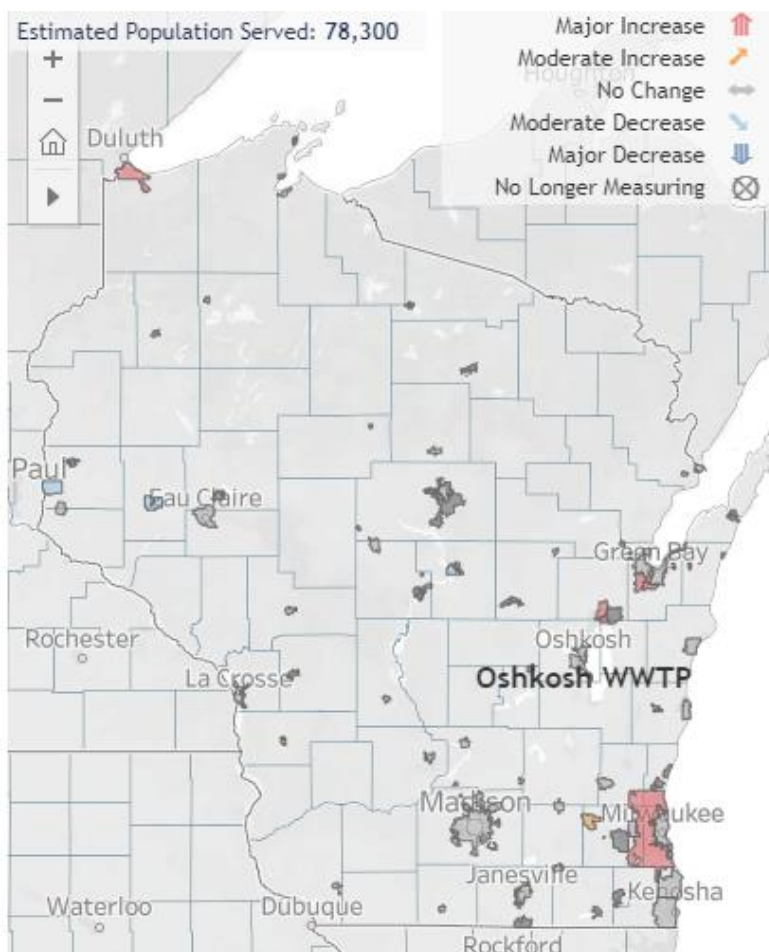 Estimated Population Served: 78,300
Major Increase
Moderate Increase
No Change
Moderate Decrease
Major Decrease
No Longer Measuring
+
−
Houghton
Duluth
Paul
Eau Claire
Green Bay
Rochester
Oshkosh
La Crosse
Oshkosh WWTP
Madison
Milwaukee
Janesville
Kenosha
Waterloo
Dubuque
Rockford